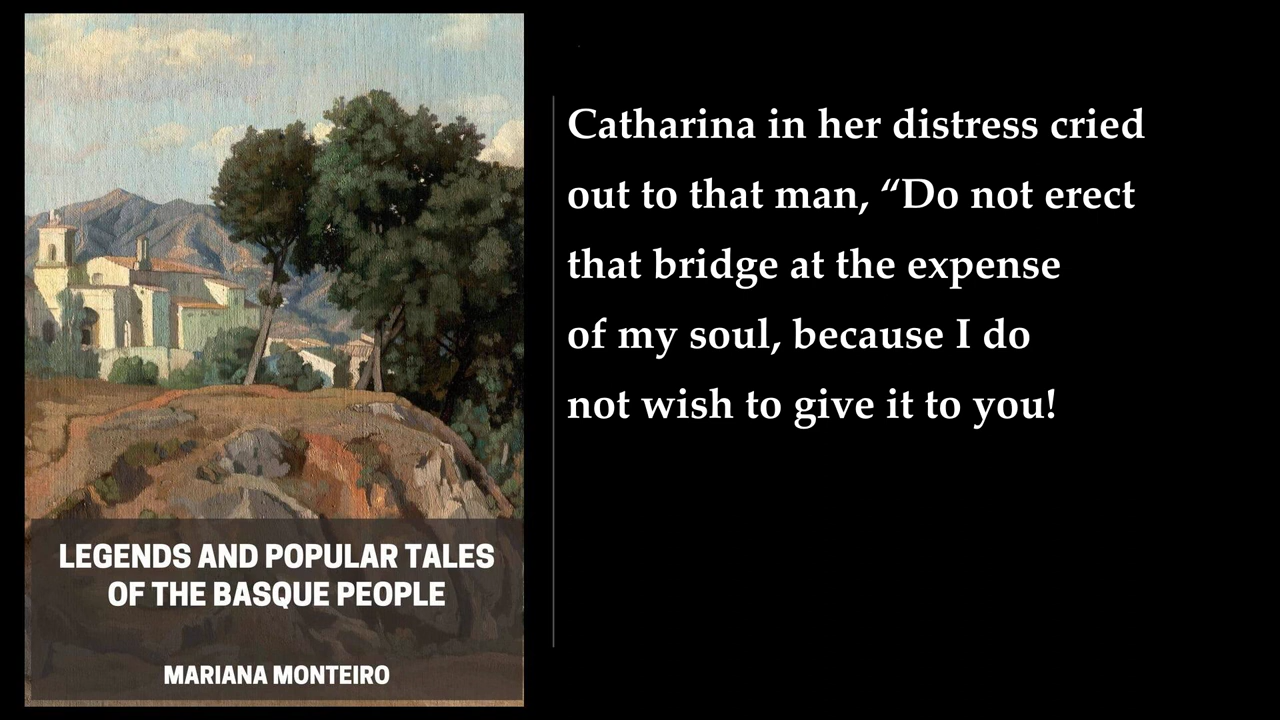 Catharina in her distress cried
out to that man, “Do not erect
that bridge at the expense
of my soul, because I do
not wish to give it to you!
LEGENDS AND POPULAR TALES
OF THE BASQUE PEOPLE
MARIANA MONTEIRO